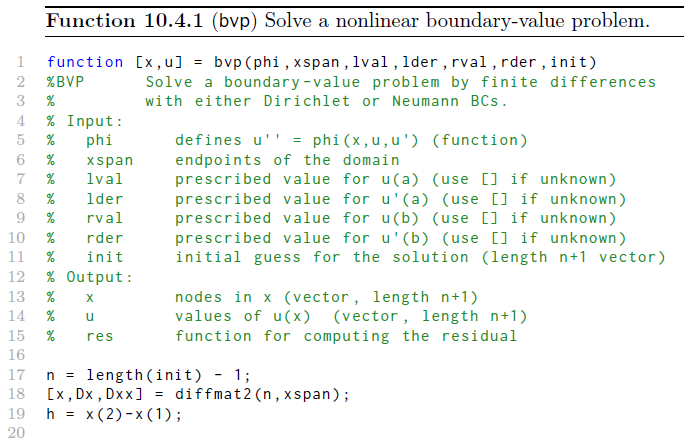 Function 10.4.1 (bvp) Solve a nonlinear boundary-value problem.
1 function [x,u] = bvp(phi,xspan,lval,lder,rval,rder,init)
2 %BVP      Solve a boundary-value problem by finite differences
3 %         with either Dirichlet or Neumann BCs.
4 % Input:
5 %   phi      defines u'' = phi(x,u,u') (function)
6 %   xspan    endpoints of the domain
7 %   lval     prescribed value for u(a) (use [] if unknown)
8 %   lder     prescribed value for u'(a) (use [] if unknown)
9 %   rval     prescribed value for u(b) (use [] if unknown)
10 %   rder     prescribed value for u'(b) (use [] if unknown)
11 %   init     initial guess for the solution (length n+1 vector)
12 % Output:
13 %   x        nodes in x (vector, length n+1)
14 %   u        values of u(x)  (vector, length n+1)
15 %   res      function for computing the residual
16
17 n = length(init) - 1;
18 [x,Dx,Dxx] = diffmat2(n,xspan);
19 h = x(2)-x(1);
20